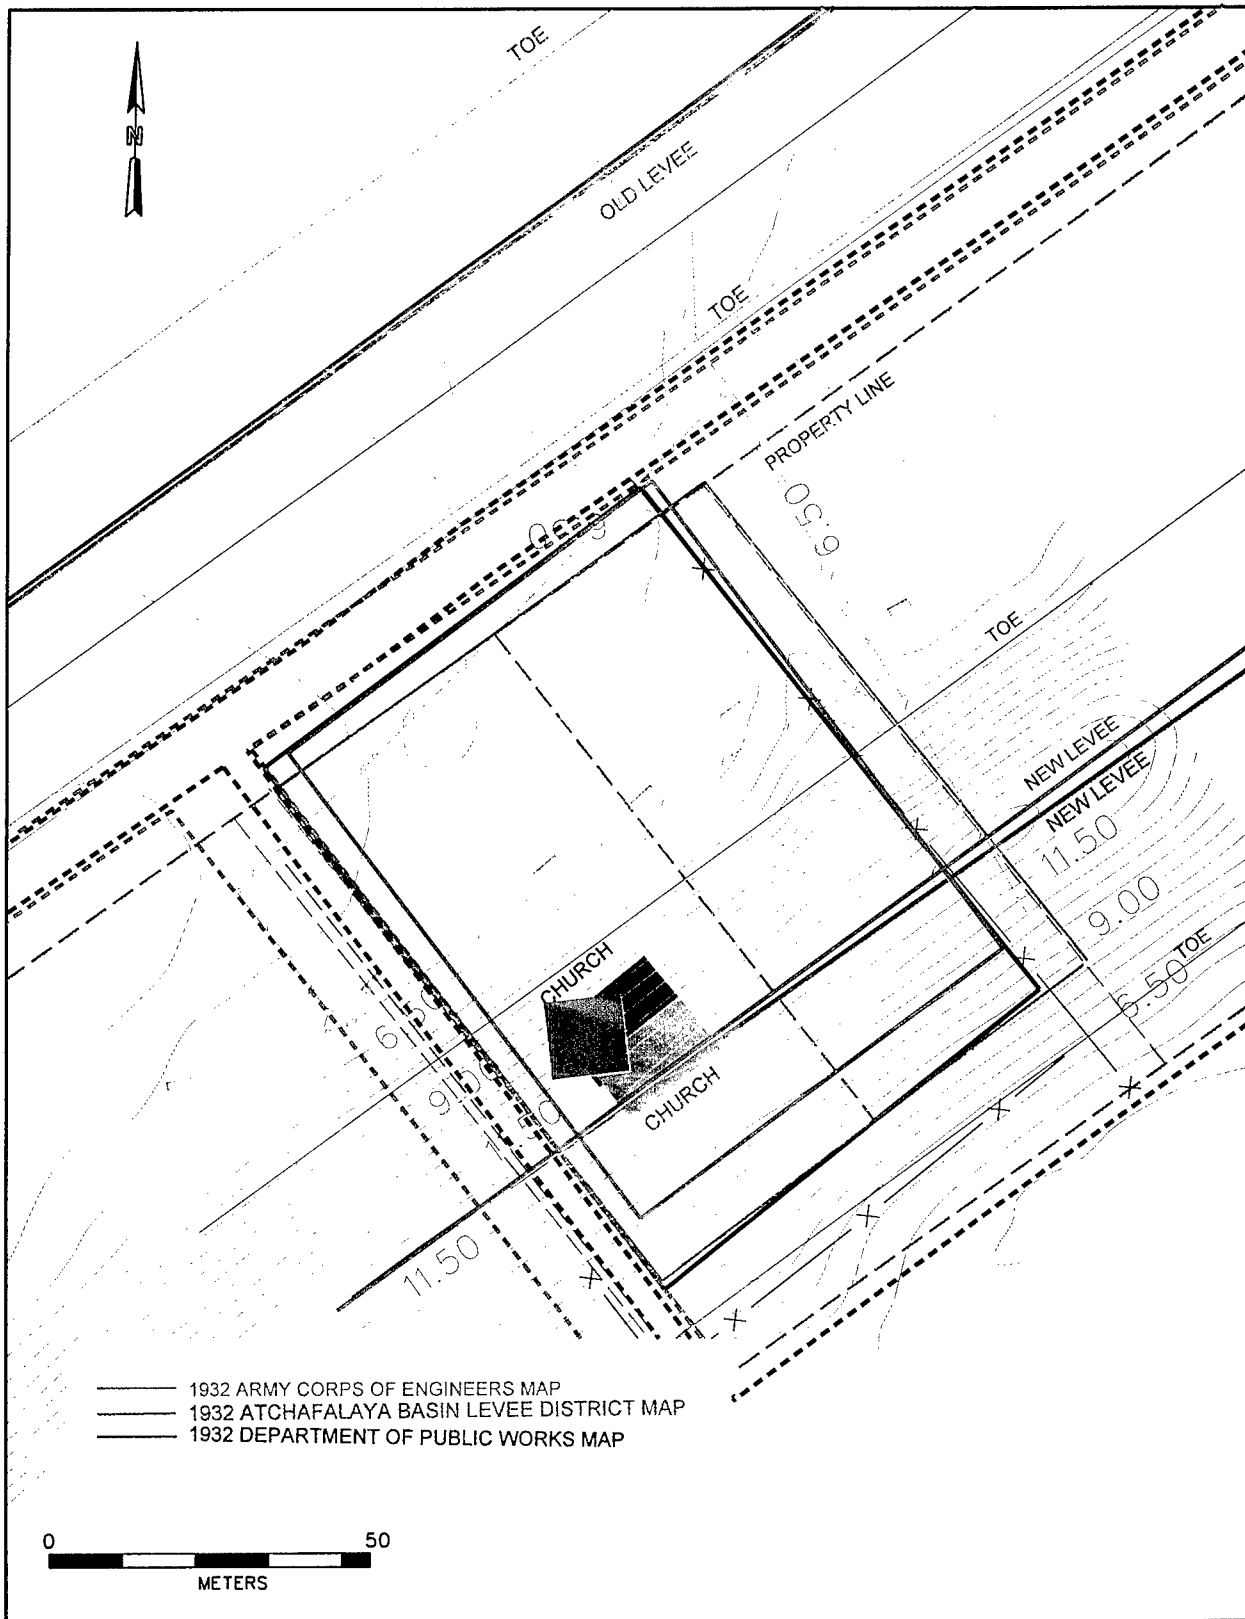 TOE
N
OLD LEVEE
TOE
PROPERTY LINE
6.50
TOE
NEW LEVEE
NEW LEVEE
11.50
9.00
TOE
6.50
CHURCH
6.50
CHURCH
11.50
1932 ARMY CORPS OF ENGINEERS MAP
1932 ATCHAFALAYA BASIN LEVEE DISTRICT MAP
1932 DEPARTMENT OF PUBLIC WORKS MAP
0 50
METERS